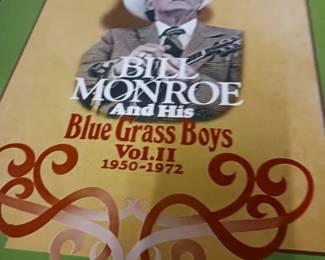 BILL
MONROE
And His
Blue Grass Boys
Vol.II
1950-1972